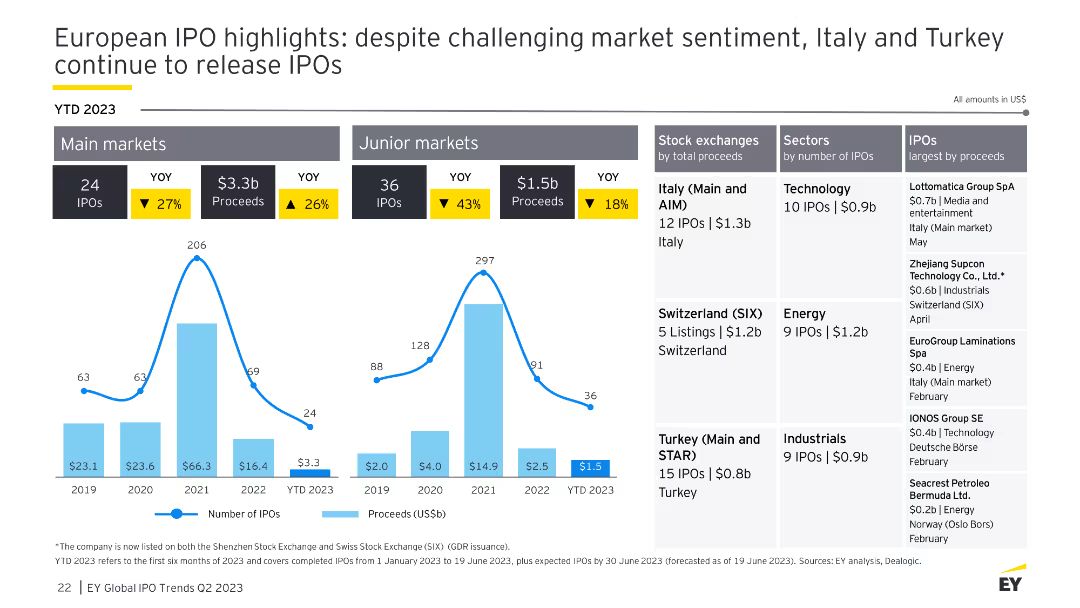 European IPO highlights: despite challenging market sentiment, Italy and Turkey
continue to release IPOs
All amounts in US$
YTD 2023
Main markets
24
IPOs
YOY
▼ 27%
$3.3b
Proceeds
YOY
▲ 26%
206
63
63
69
24
$23.1
$23.6
$66.3
$16.4
$3.3
2019
2020
2021
2022
YTD 2023
Junior markets
36
IPOs
YOY
▼ 43%
$1.5b
Proceeds
YOY
▼ 18%
297
88
128
91
36
$2.0
$4.0
$14.9
$2.5
$1.5
2019
2020
2021
2022
YTD 2023
Number of IPOs
Proceeds (US$b)
Stock exchanges
by total proceeds
Italy (Main and
AIM)
12 IPOs | $1.3b
Italy
Switzerland (SIX)
5 Listings | $1.2b
Switzerland
Turkey (Main and
STAR)
15 IPOs | $0.8b
Turkey
Sectors
by number of IPOs
Technology
10 IPOs | $0.9b
Energy
9 IPOs | $1.2b
Industrials
9 IPOs | $0.9b
IPOs
largest by proceeds
Lottomatica Group SpA
$0.7b | Media and
entertainment
Italy (Main market)
May
Zhejiang Supcon
Technology Co., Ltd.*
$0.6b | Industrials
Switzerland (SIX)
April
EuroGroup Laminations
Spa
$0.4b | Energy
Italy (Main market)
February
IONOS Group SE
$0.4b | Technology
Deutsche Börse
February
Seacrest Petroleo
Bermuda Ltd.
$0.2b | Energy
Norway (Oslo Bors)
February
*The company is now listed on both the Shenzhen Stock Exchange and Swiss Stock Exchange (SIX) (GDR issuance).
YTD 2023 refers to the first six months of 2023 and covers completed IPOs from 1 January 2023 to 19 June 2023, plus expected IPOs by 30 June 2023 (forecasted as of 19 June 2023). Sources: EY analysis, Dealogic.
22 | EY Global IPO Trends Q2 2023
EY